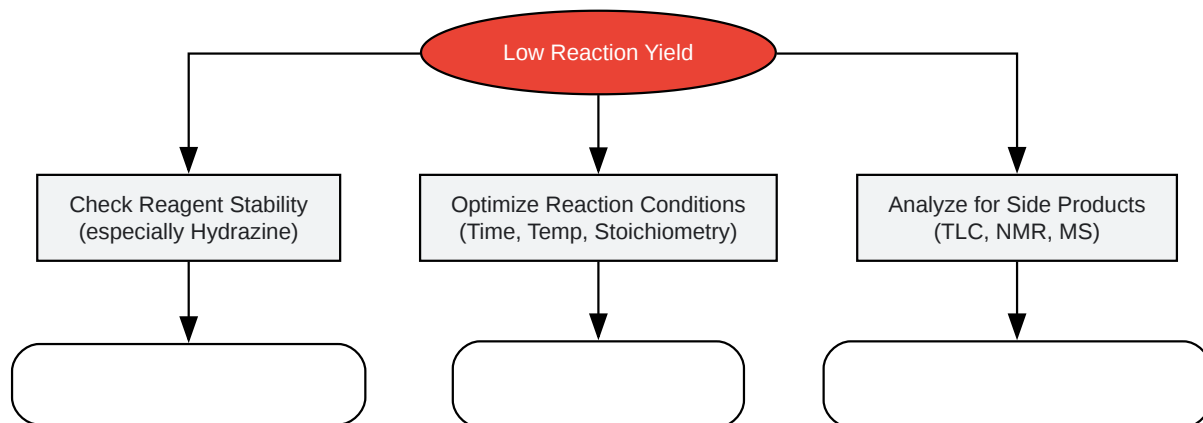 Low Reaction Yield
Check Reagent Stability
(especially Hydrazine)
Optimize Reaction Conditions
(Time, Temp, Stoichiometry)
Analyze for Side Products
(TLC, NMR, MS)